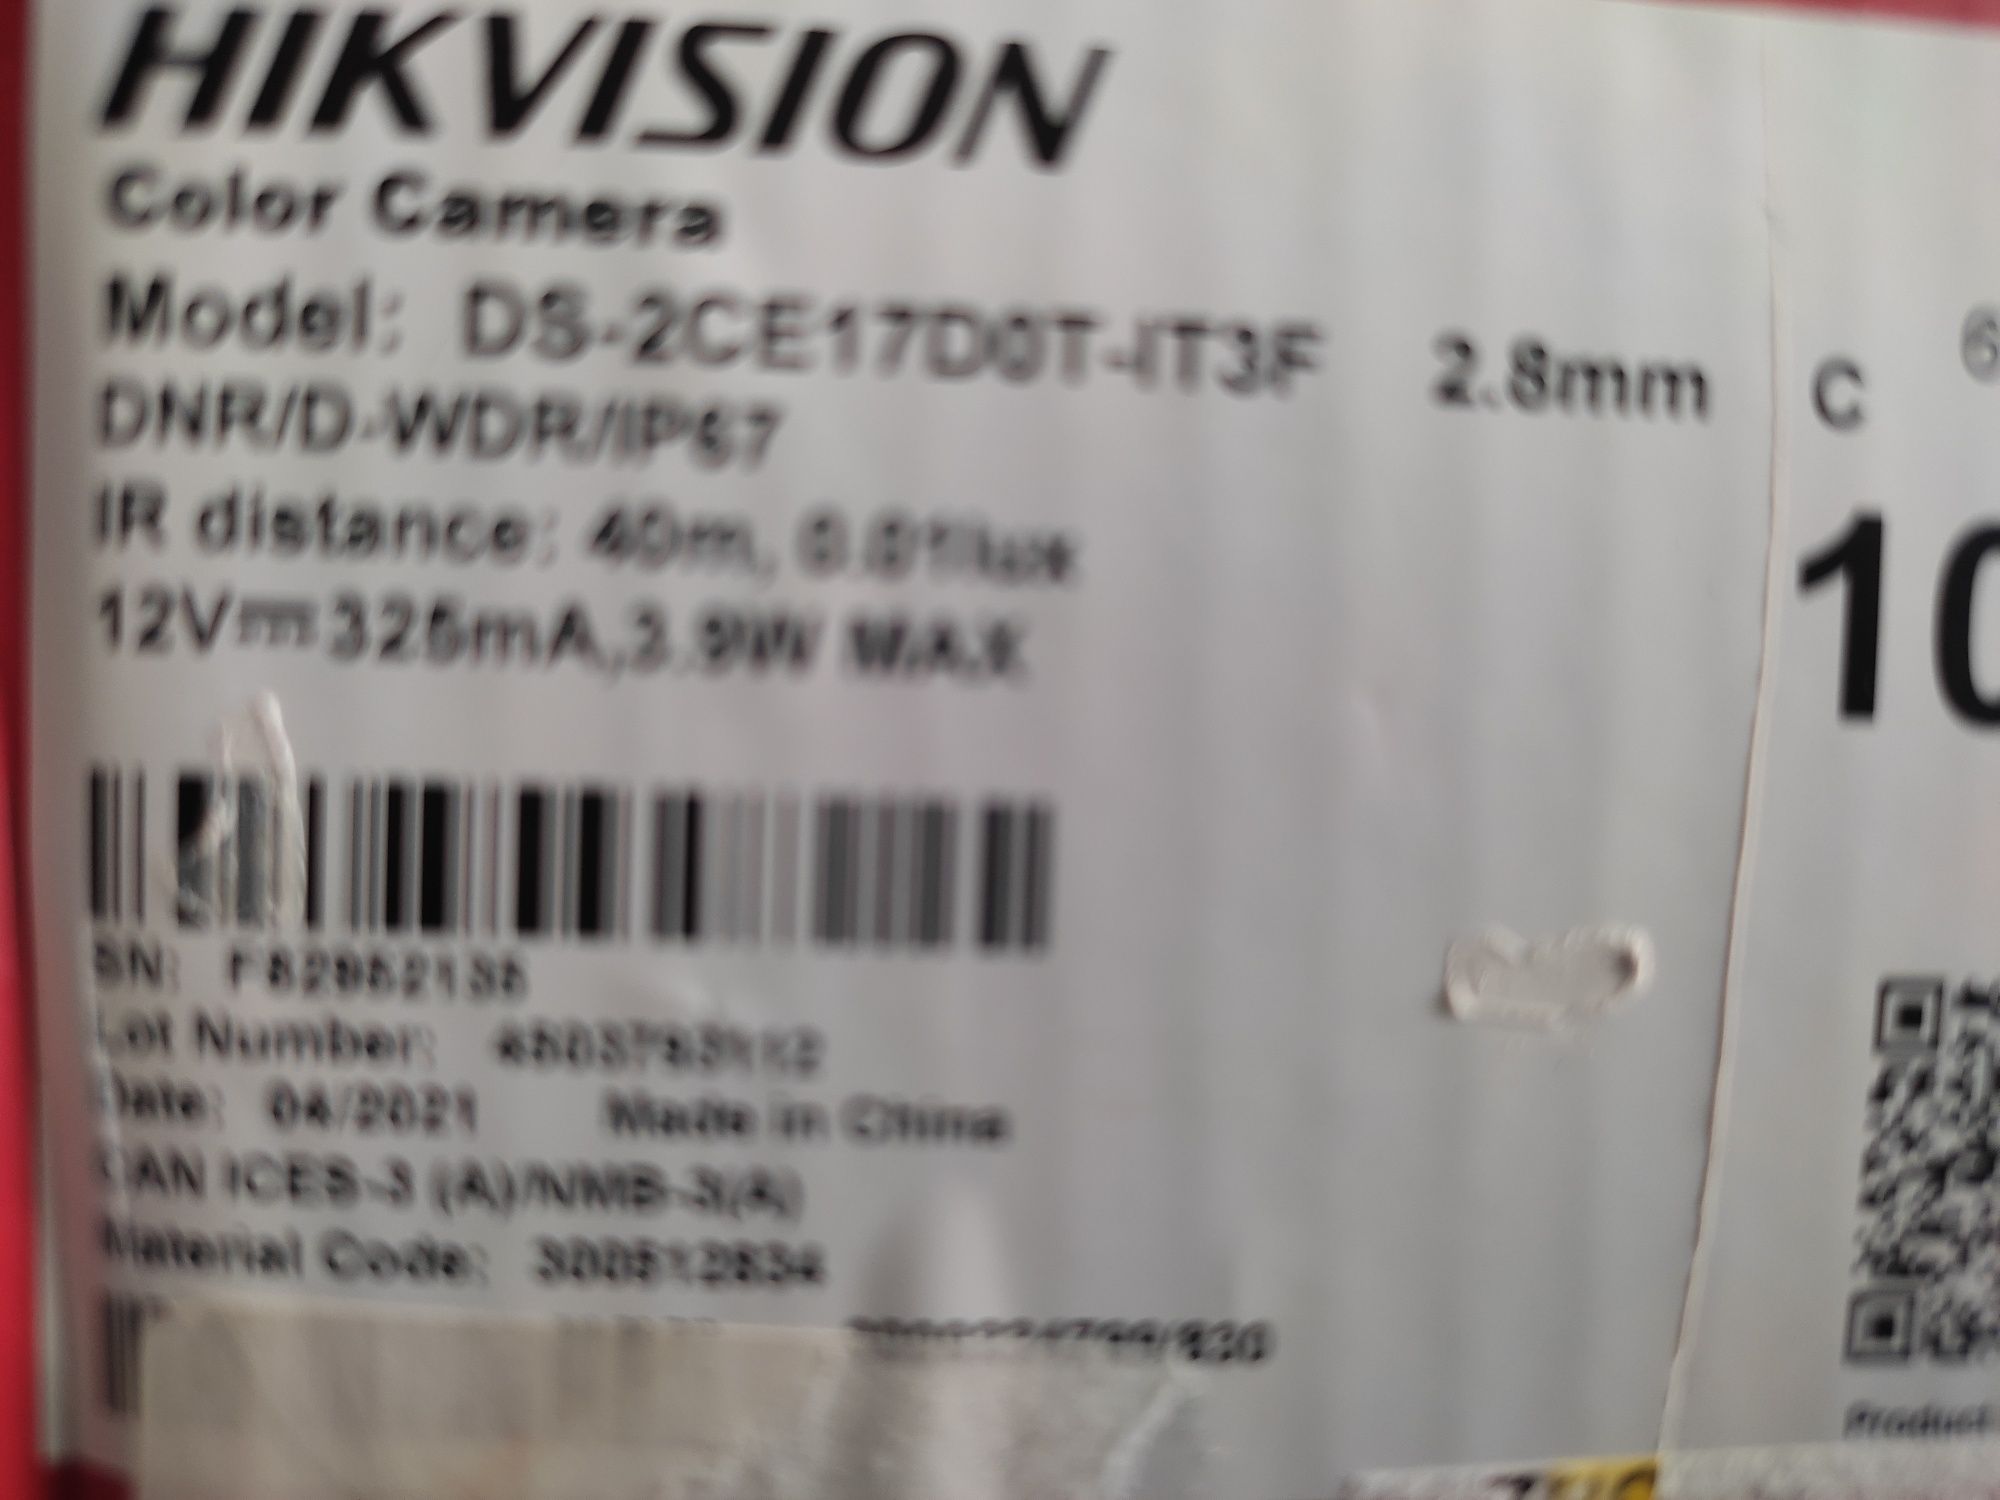 HIKVISION
Color Camera
Model: DS-2CE17D0T-IT3F 2.8mm C
DNR/D-WDR/IP67
IR distance: 40m, 0.01lux
12V⎓325mA,3.9W MAX
SN:
Lot Number:
Date: 04/2021 Made in China
CAN ICES-3 (A)/NMB-3(A)
Material Code: 300512634
10
Product